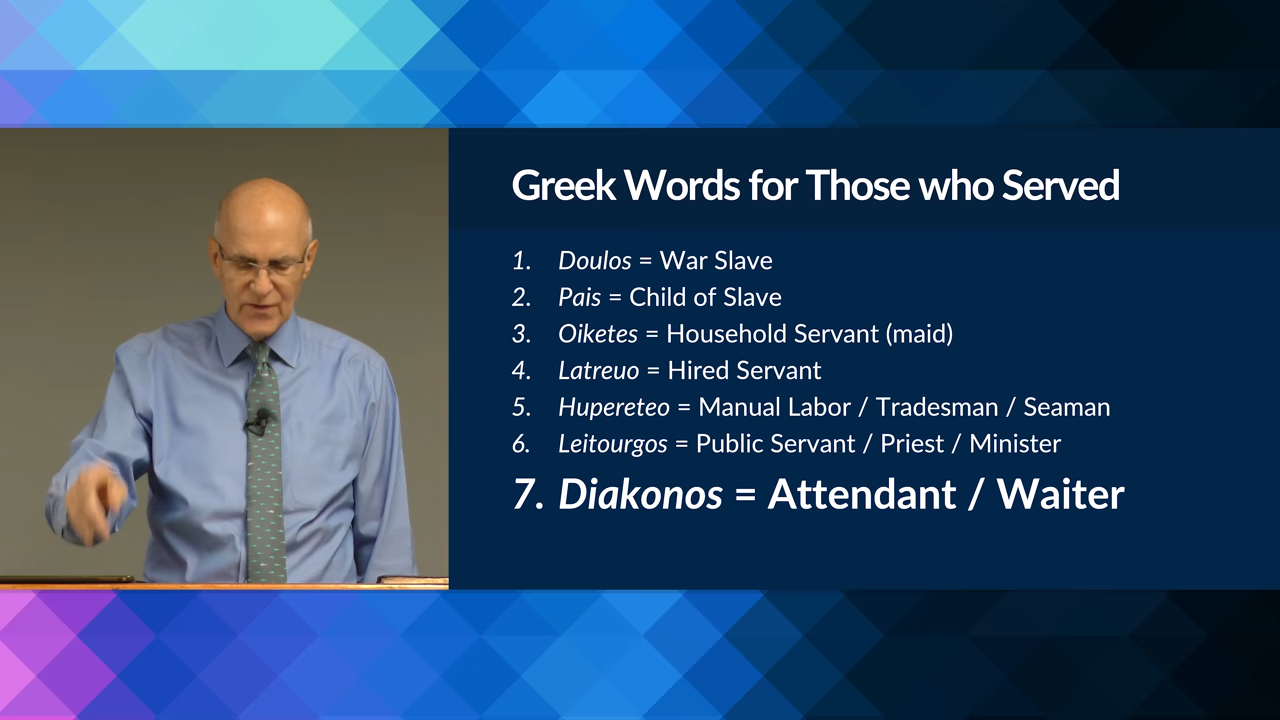 Greek Words for Those who Served
1. Doulos = War Slave
2. Pais = Child of Slave
3. Oiketes = Household Servant (maid)
4. Latreuo = Hired Servant
5. Hupereteo = Manual Labor / Tradesman / Seaman
6. Leitourgos = Public Servant / Priest / Minister
7. Diakonos = Attendant / Waiter